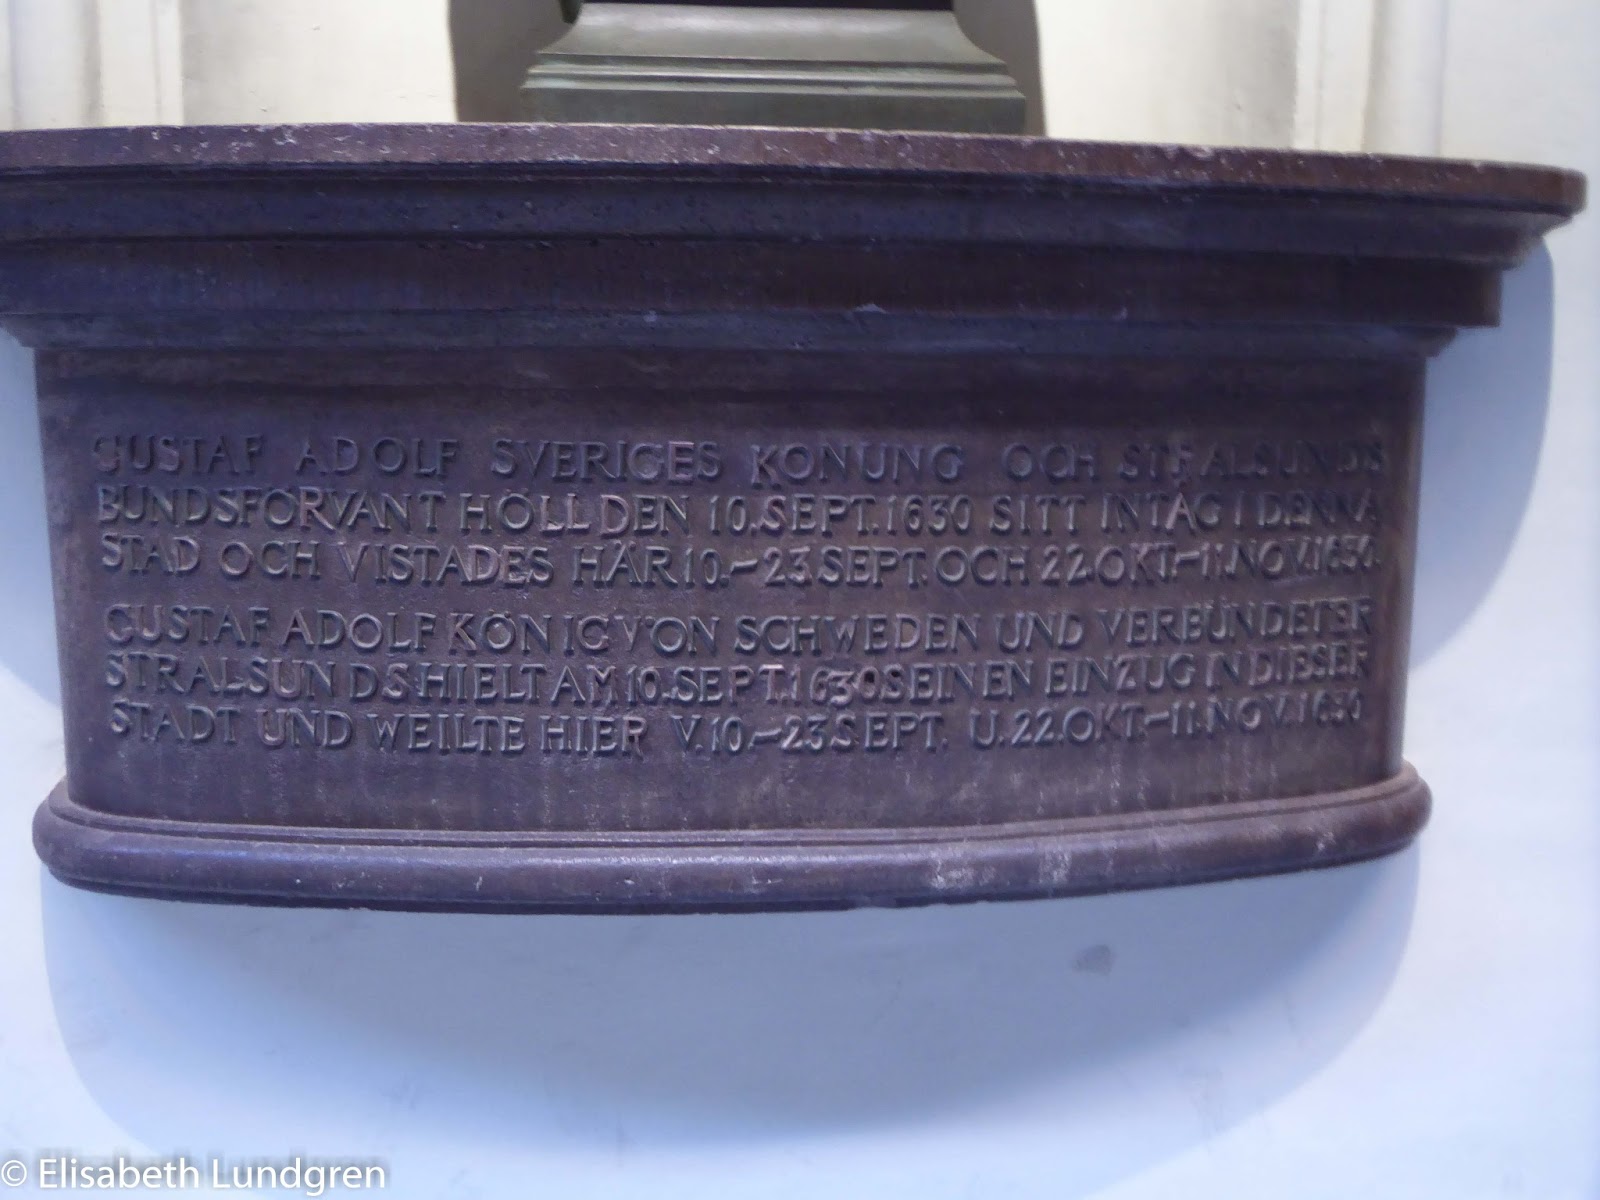 GUSTAF ADOLF SVERIGES KONUNG OCH STRALSUNDS
BUNDSFÖRVANT HÖLL DEN 10. SEPT. 1630 SITT INTÅG I DENNA
STAD OCH VISTADES HÄR 10.–23. SEPT. OCH 22. OKT.–11. NOV. 1630.
GUSTAF ADOLF KÖNIG VON SCHWEDEN UND VERBÜNDETER
STRALSUNDS HIELT AM 10. SEPT. 1630. SEINEN EINZUG IN DIESER
STADT UND WEILTE HIER V. 10.–23. SEPT. U. 22. OKT.–11. NOV. 1630
© Elisabeth Lundgren